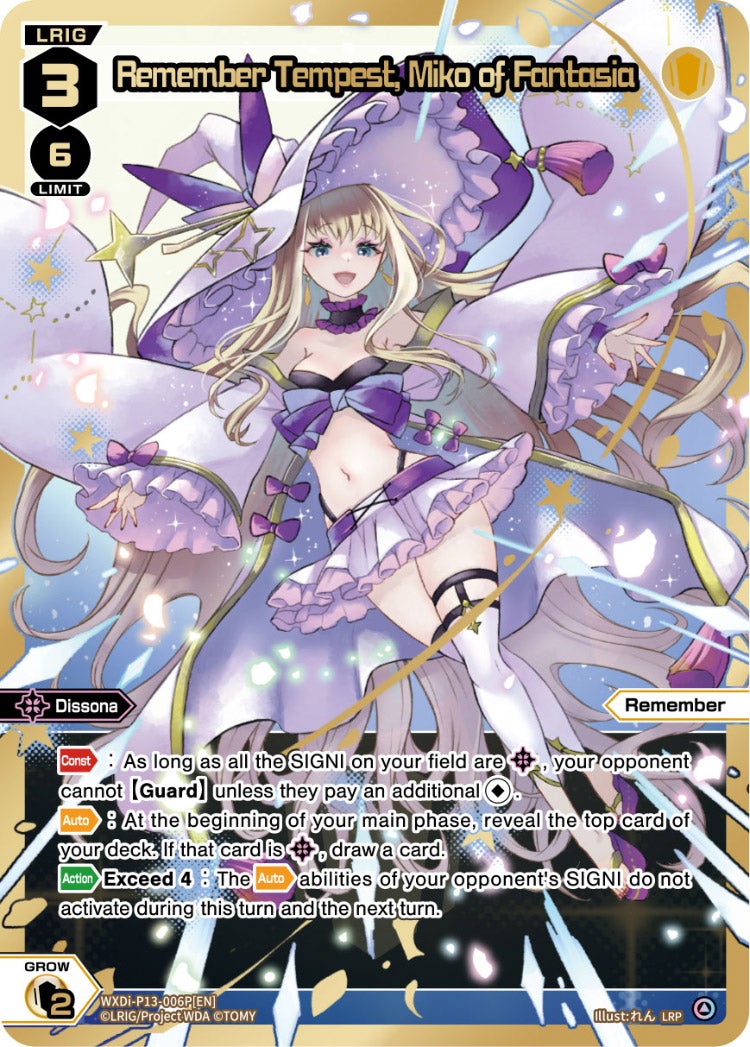 LRIG
3
Remember Tempest, Miko of Fantasia
6
LIMIT
Dissona
Remember
Const : As long as all the SIGNI on your field are , your opponent
cannot 【Guard】 unless they pay an additional .
Auto : At the beginning of your main phase, reveal the top card of
your deck. If that card is , draw a card.
Action Exceed 4 : The Auto abilities of your opponent's SIGNI do not
activate during this turn and the next turn.
GROW
2
WXDi-P13-006P[EN]
©LRIG/Project WDA ©TOMY
Illust:れん LRP